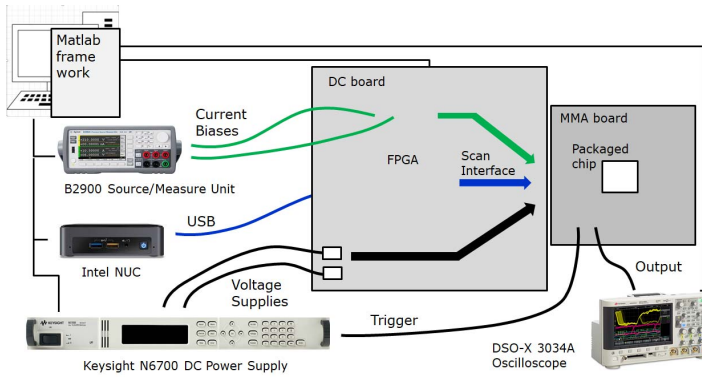 Matlab
frame
work
DC board
Current
Biases
MMA board
Packaged
chip
FPGA
Scan
Interface
B2900 Source/Measure Unit
USB
Intel NUC
Voltage
Supplies
Output
Trigger
KEYSIGHT
Keysight N6700 DC Power Supply
DSO-X 3034A
Oscilloscope